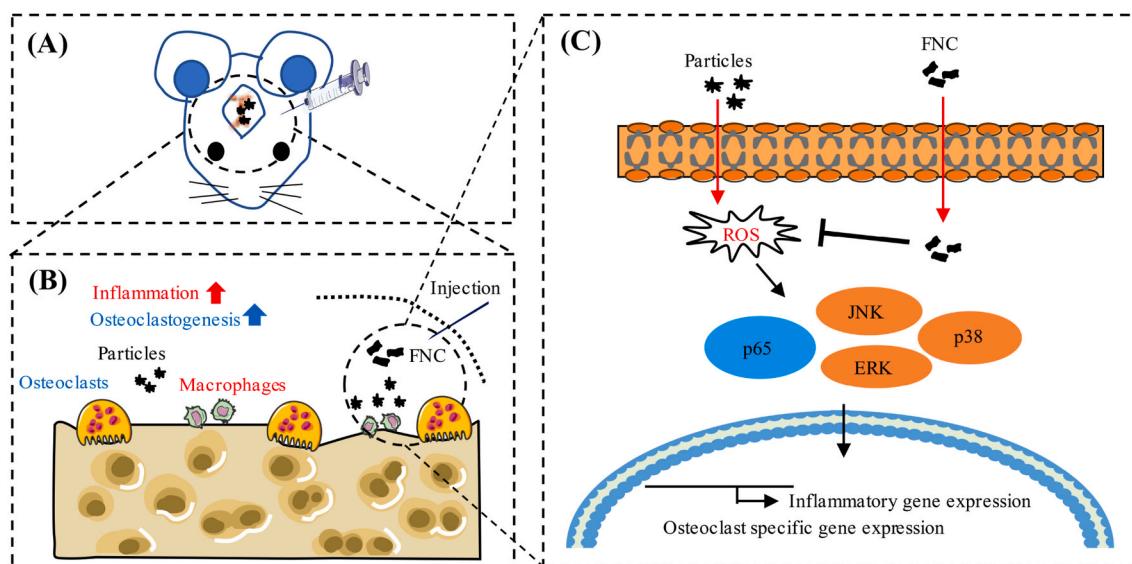 (A)
(B)
Inflammation
Osteoclastogenesis
Injection
Particles
FNC
Osteoclasts
Macrophages
(C)
Particles
FNC
ROS
JNK
p65
p38
ERK
Inflammatory gene expression
Osteoclast specific gene expression